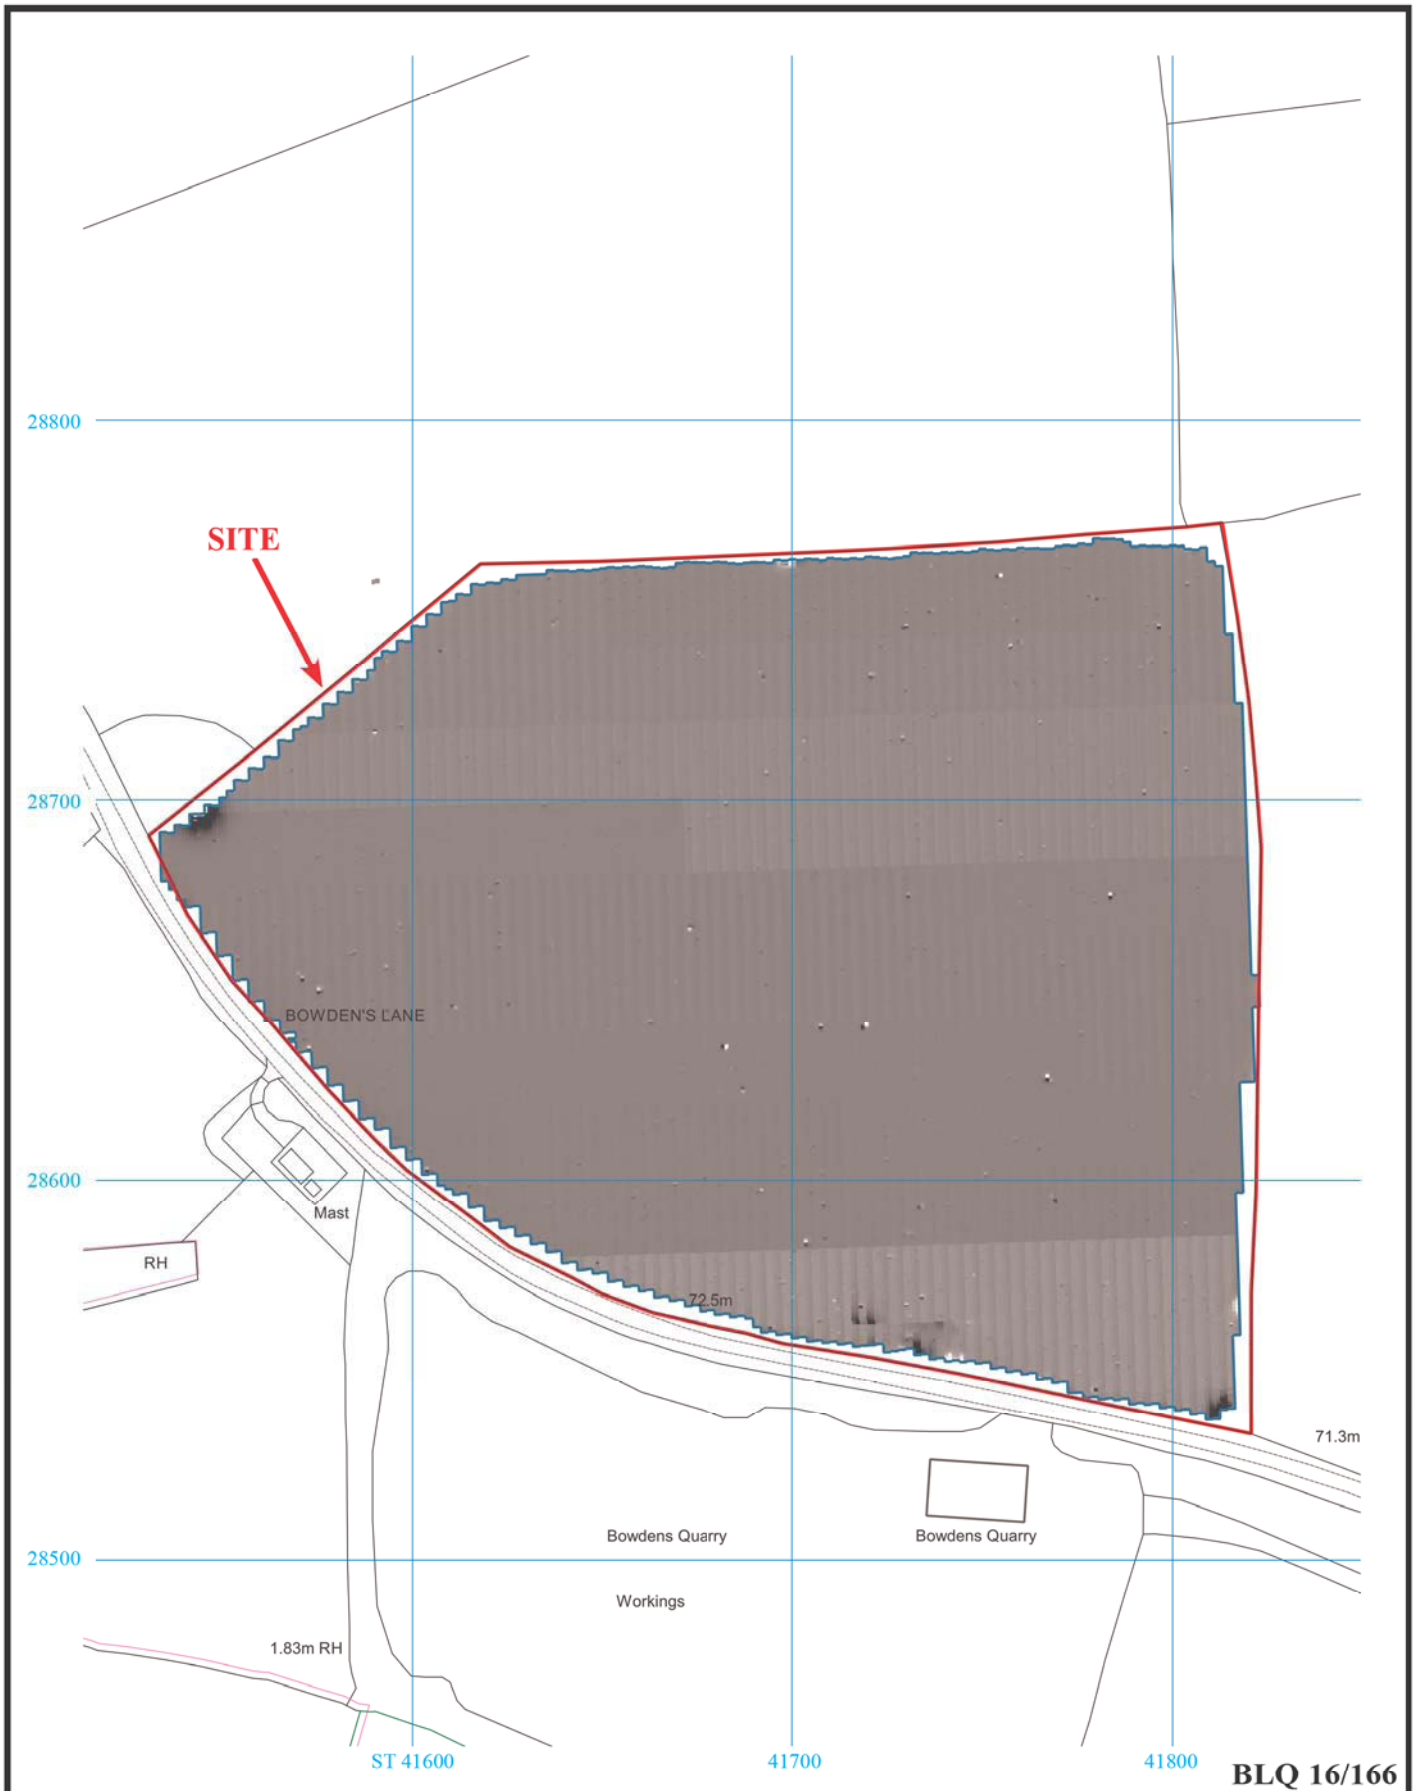 28800
SITE
28700
BOWDEN'S LANE
28600
Mast
RH
72.5m
71.3m
Bowdens Quarry
Bowdens Quarry
28500
Workings
1.83m RH
ST 41600
41700
41800
BLQ 16/166